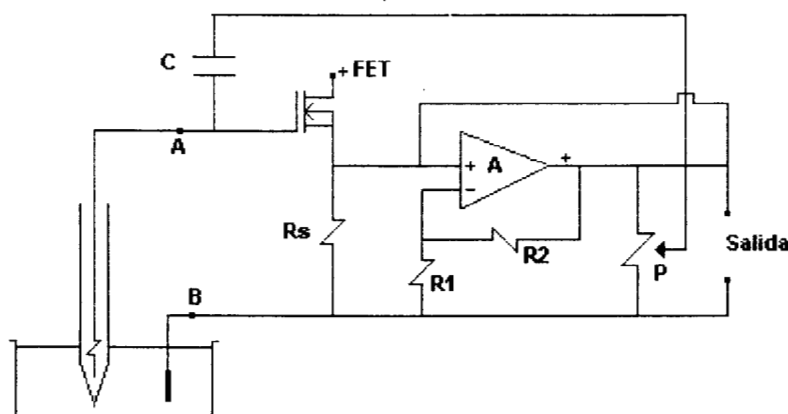 C
+ FET
A
+ A +
−
Rs
R2
Salida
R1
P
B